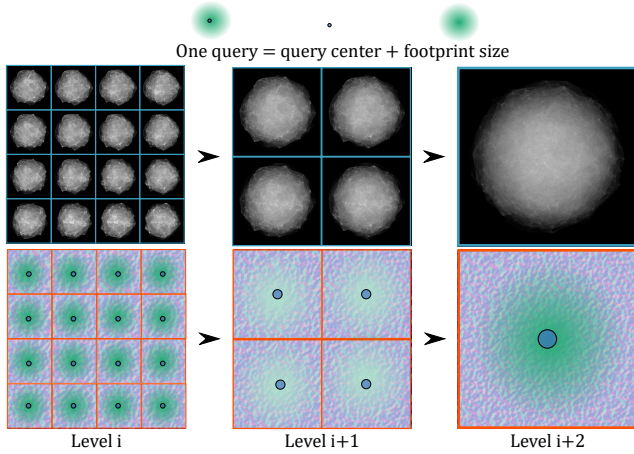 One query = query center + footprint size
Level i
Level i+1
Level i+2